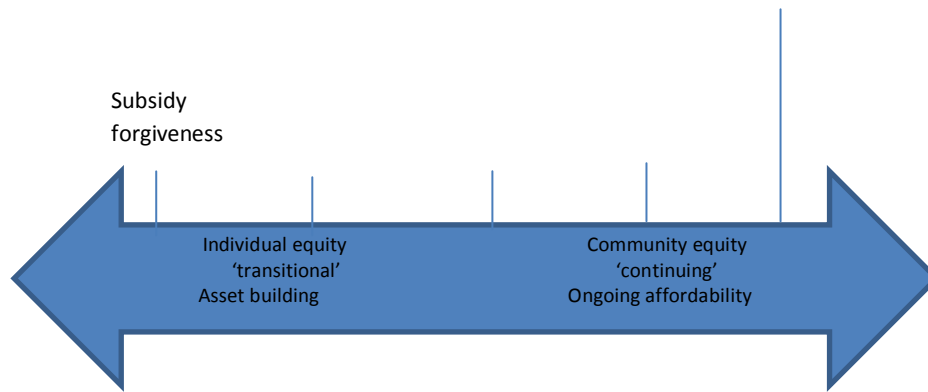 Subsidy
forgiveness
Individual equity
'transitional'
Asset building
Community equity
'continuing'
Ongoing affordability